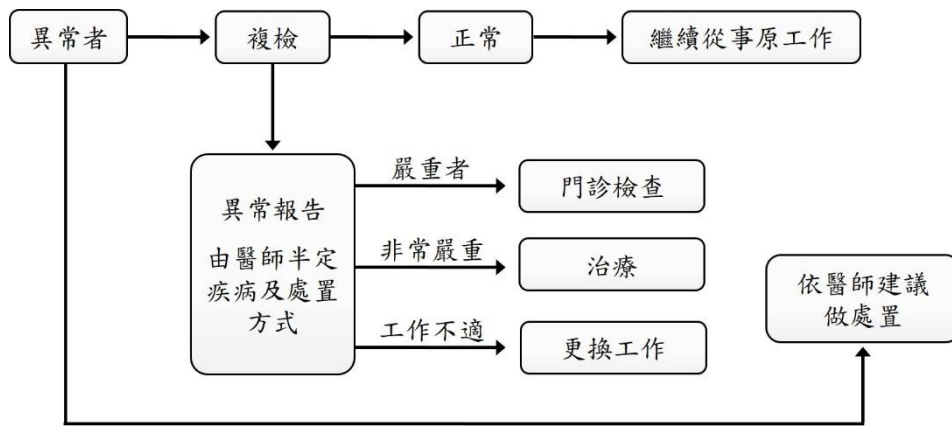 異常者
複檢
正常
繼續從事原工作
異常報告
由醫師半定
疾病及處置
方式
嚴重者
門診檢查
非常嚴重
治療
工作不適
更換工作
依醫師建議
做處置